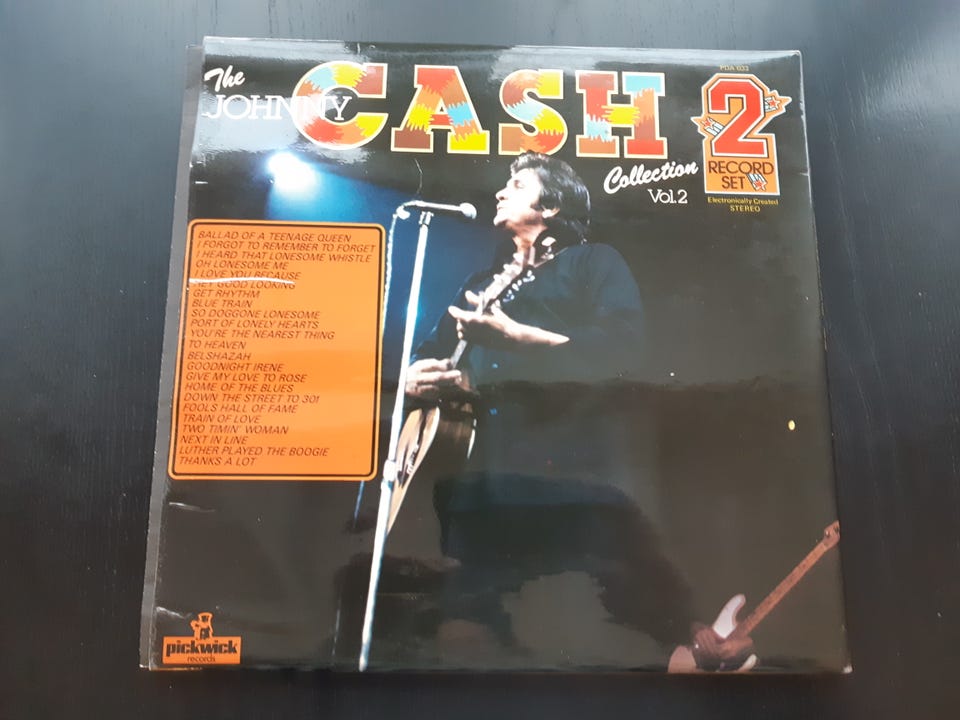 The
JOHNNY
CASH
Collection
Vol. 2
PDA 033
2
RECORD
SET
Electronically Created
STEREO
BALLAD OF A TEENAGE QUEEN
I FORGOT TO REMEMBER TO FORGET
I HEARD THAT LONESOME WHISTLE
OH LONESOME ME
I LOVE YOU BECAUSE
HEY GOOD LOOKING
GET RHYTHM
BLUE TRAIN
SO DOGGONE LONESOME
PORT OF LONELY HEARTS
YOU'RE THE NEAREST THING
TO HEAVEN
BELSHAZAH
GOODNIGHT IRENE
GIVE MY LOVE TO ROSE
HOME OF THE BLUES
DOWN THE STREET TO 301
FOOLS HALL OF FAME
TRAIN OF LOVE
TWO TIMIN' WOMAN
NEXT IN LINE
LUTHER PLAYED THE BOOGIE
THANKS A LOT
pickwick
records